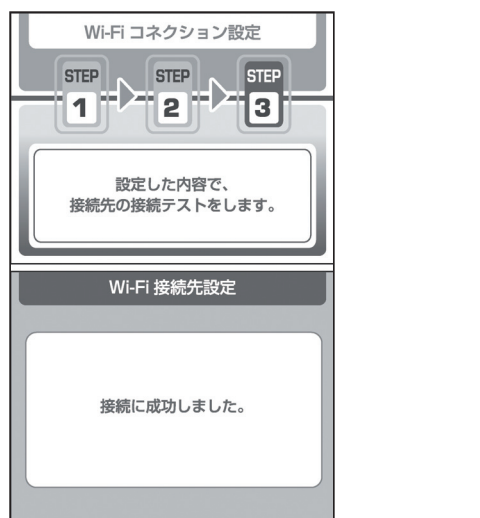 Wi-Fi コネクション設定
STEP STEP STEP
1 2 3
設定した内容で、
接続先の接続テストをします。
Wi-Fi 接続先設定
接続に成功しました。